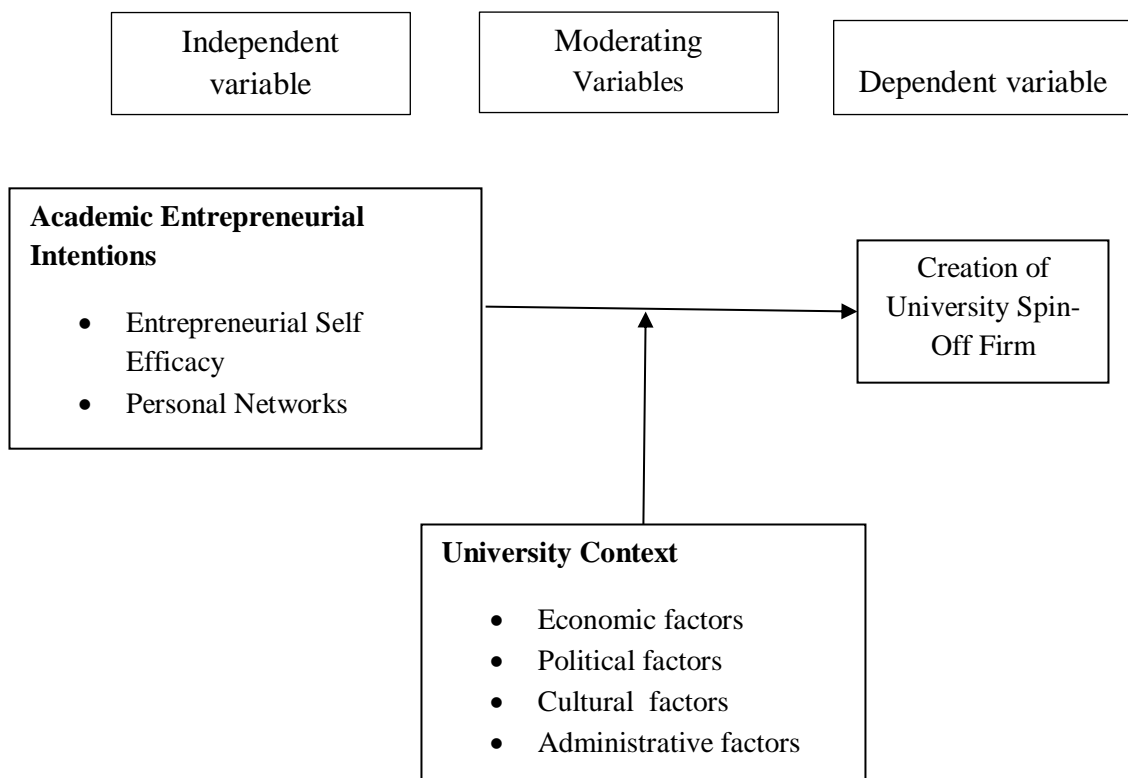 Independent
variable
Moderating
Variables
Dependent variable
Academic Entrepreneurial
Intentions
• Entrepreneurial Self
Efficacy
• Personal Networks
Creation of
University Spin-
Off Firm
University Context
• Economic factors
• Political factors
• Cultural  factors
• Administrative factors